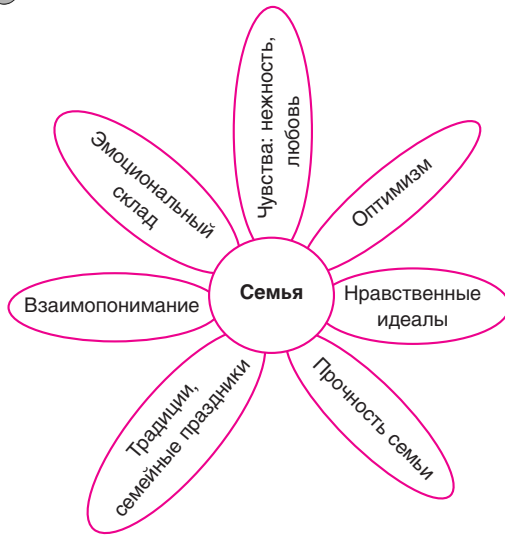 Чувства: нежность,
любовь
Эмоциональный
склад
Оптимизм
Взаимопонимание
Семья
Нравственные
идеалы
Традиции,
семейные праздники
Прочность семьи